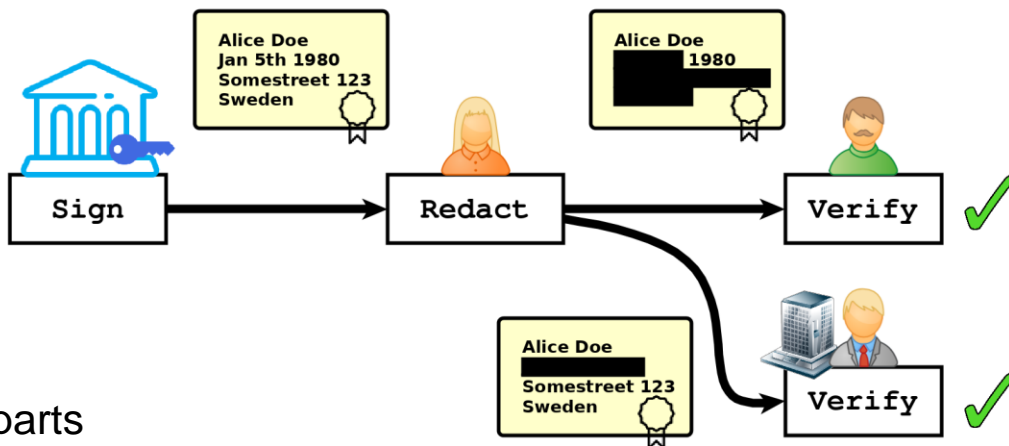 Alice Doe
Jan 5th 1980
Somestreet 123
Sweden
Alice Doe
1980
Sign
Redact
Verify
Alice Doe
Somestreet 123
Sweden
Verify
parts